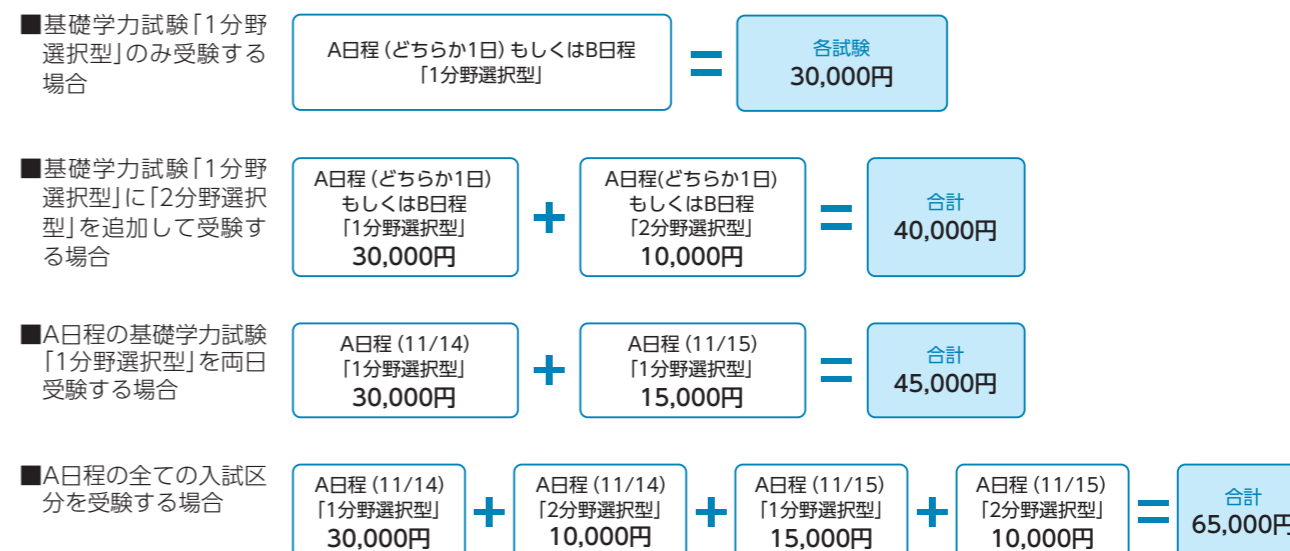 ■基礎学力試験「1分野
選択型」のみ受験する
場合
A日程（どちらか1日）もしくはB日程
「1分野選択型」
=
各試験
30,000円
■基礎学力試験「1分野
選択型」に「2分野選択
型」を追加して受験す
る場合
A日程（どちらか1日）
もしくはB日程
「1分野選択型」
30,000円
+
A日程(どちらか1日)
もしくはB日程
「2分野選択型」
10,000円
=
合計
40,000円
■A日程の基礎学力試験
「1分野選択型」を両日
受験する場合
A日程（11/14）
「1分野選択型」
30,000円
+
A日程（11/15）
「1分野選択型」
15,000円
=
合計
45,000円
■A日程の全ての入試区
分を受験する場合
A日程（11/14）
「1分野選択型」
30,000円
+
A日程（11/14）
「2分野選択型」
10,000円
+
A日程（11/15）
「1分野選択型」
15,000円
+
A日程（11/15）
「2分野選択型」
10,000円
=
合計
65,000円